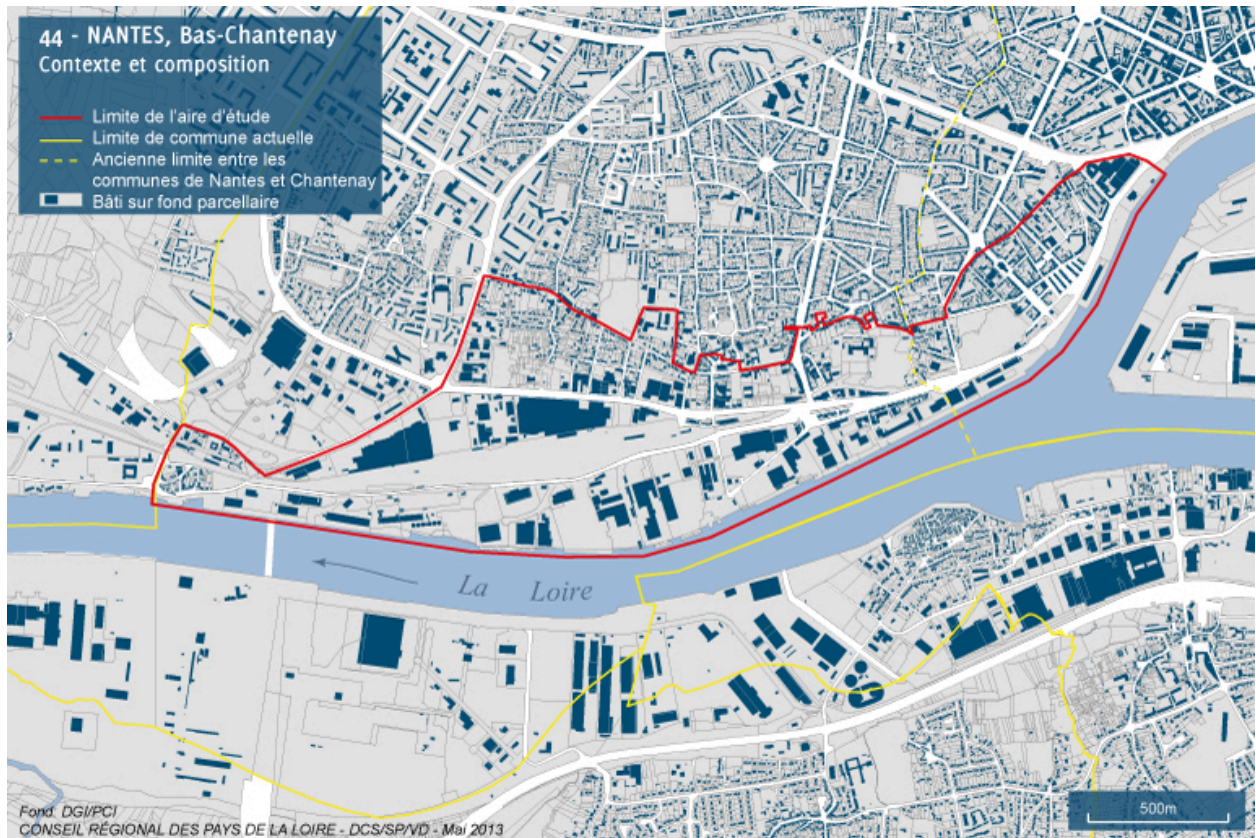 44 - NANTES, Bas-Chantenay
Contexte et composition
Limite de l'aire d'étude
Limite de commune actuelle
Ancienne limite entre les
communes de Nantes et Chantenay
Bâti sur fond parcellaire
La Loire
Fond: DGI/PCI
CONSEIL RÉGIONAL DES PAYS DE LA LOIRE - DCS/SP/VD - Mai 2013
500m